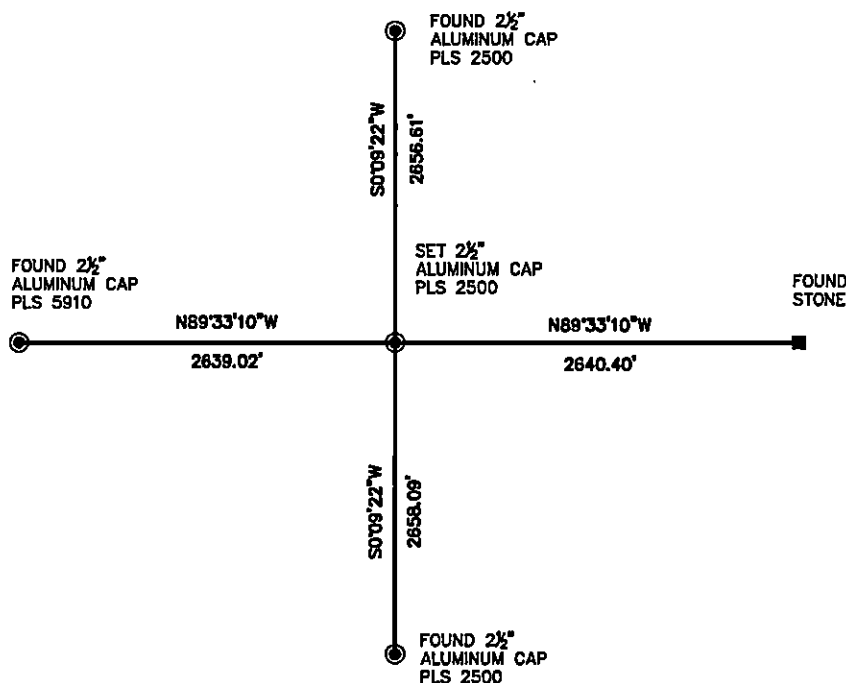 FOUND 2½"
ALUMINUM CAP
PLS 2500
S0°09'22"W
2656.61'
SET 2½"
ALUMINUM CAP
PLS 2500
FOUND 2½"
ALUMINUM CAP
PLS 5910
FOUND
STONE
N89°33'10"W
2639.02'
N89°33'10"W
2640.40'
S0°09'22"W
2658.09'
FOUND 2½"
ALUMINUM CAP
PLS 2500